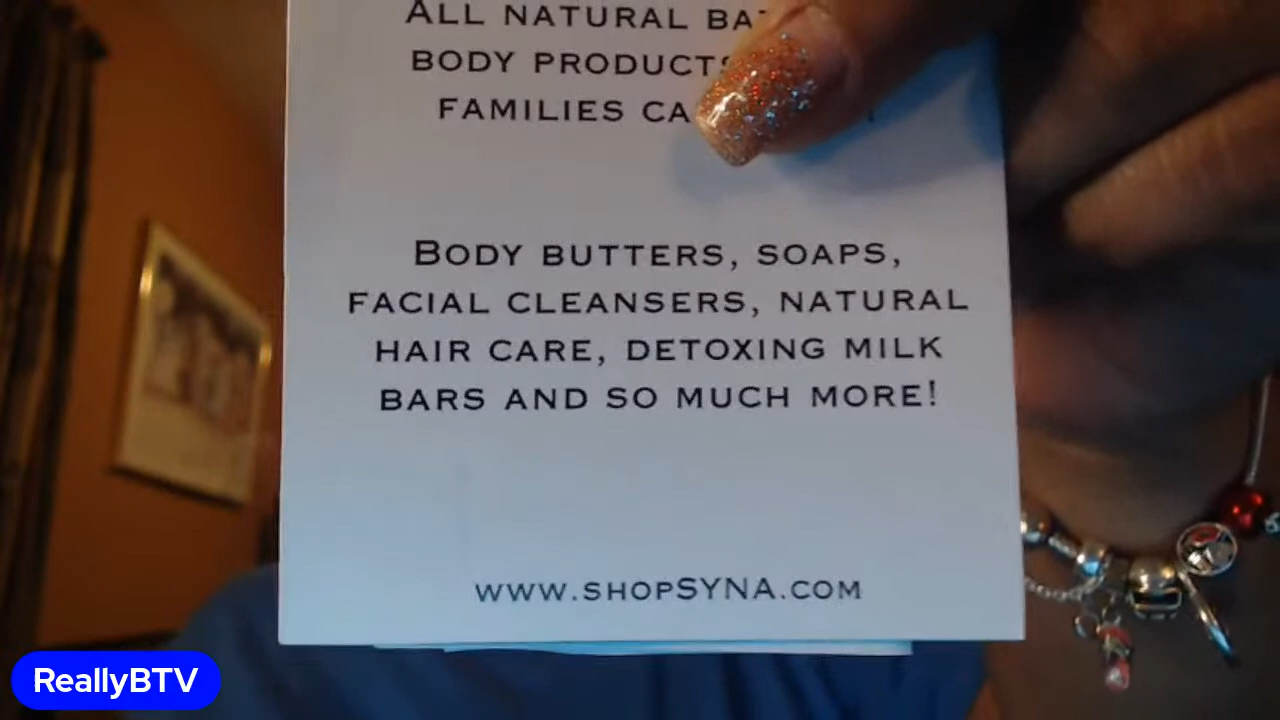 ALL NATURAL
BODY PRODUCTS
FAMILIES
BODY BUTTERS, SOAPS,
FACIAL CLEANSERS, NATURAL
HAIR CARE, DETOXING MILK
BARS AND SO MUCH MORE!
WWW.SHOPSYNA.COM
ReallyBTV